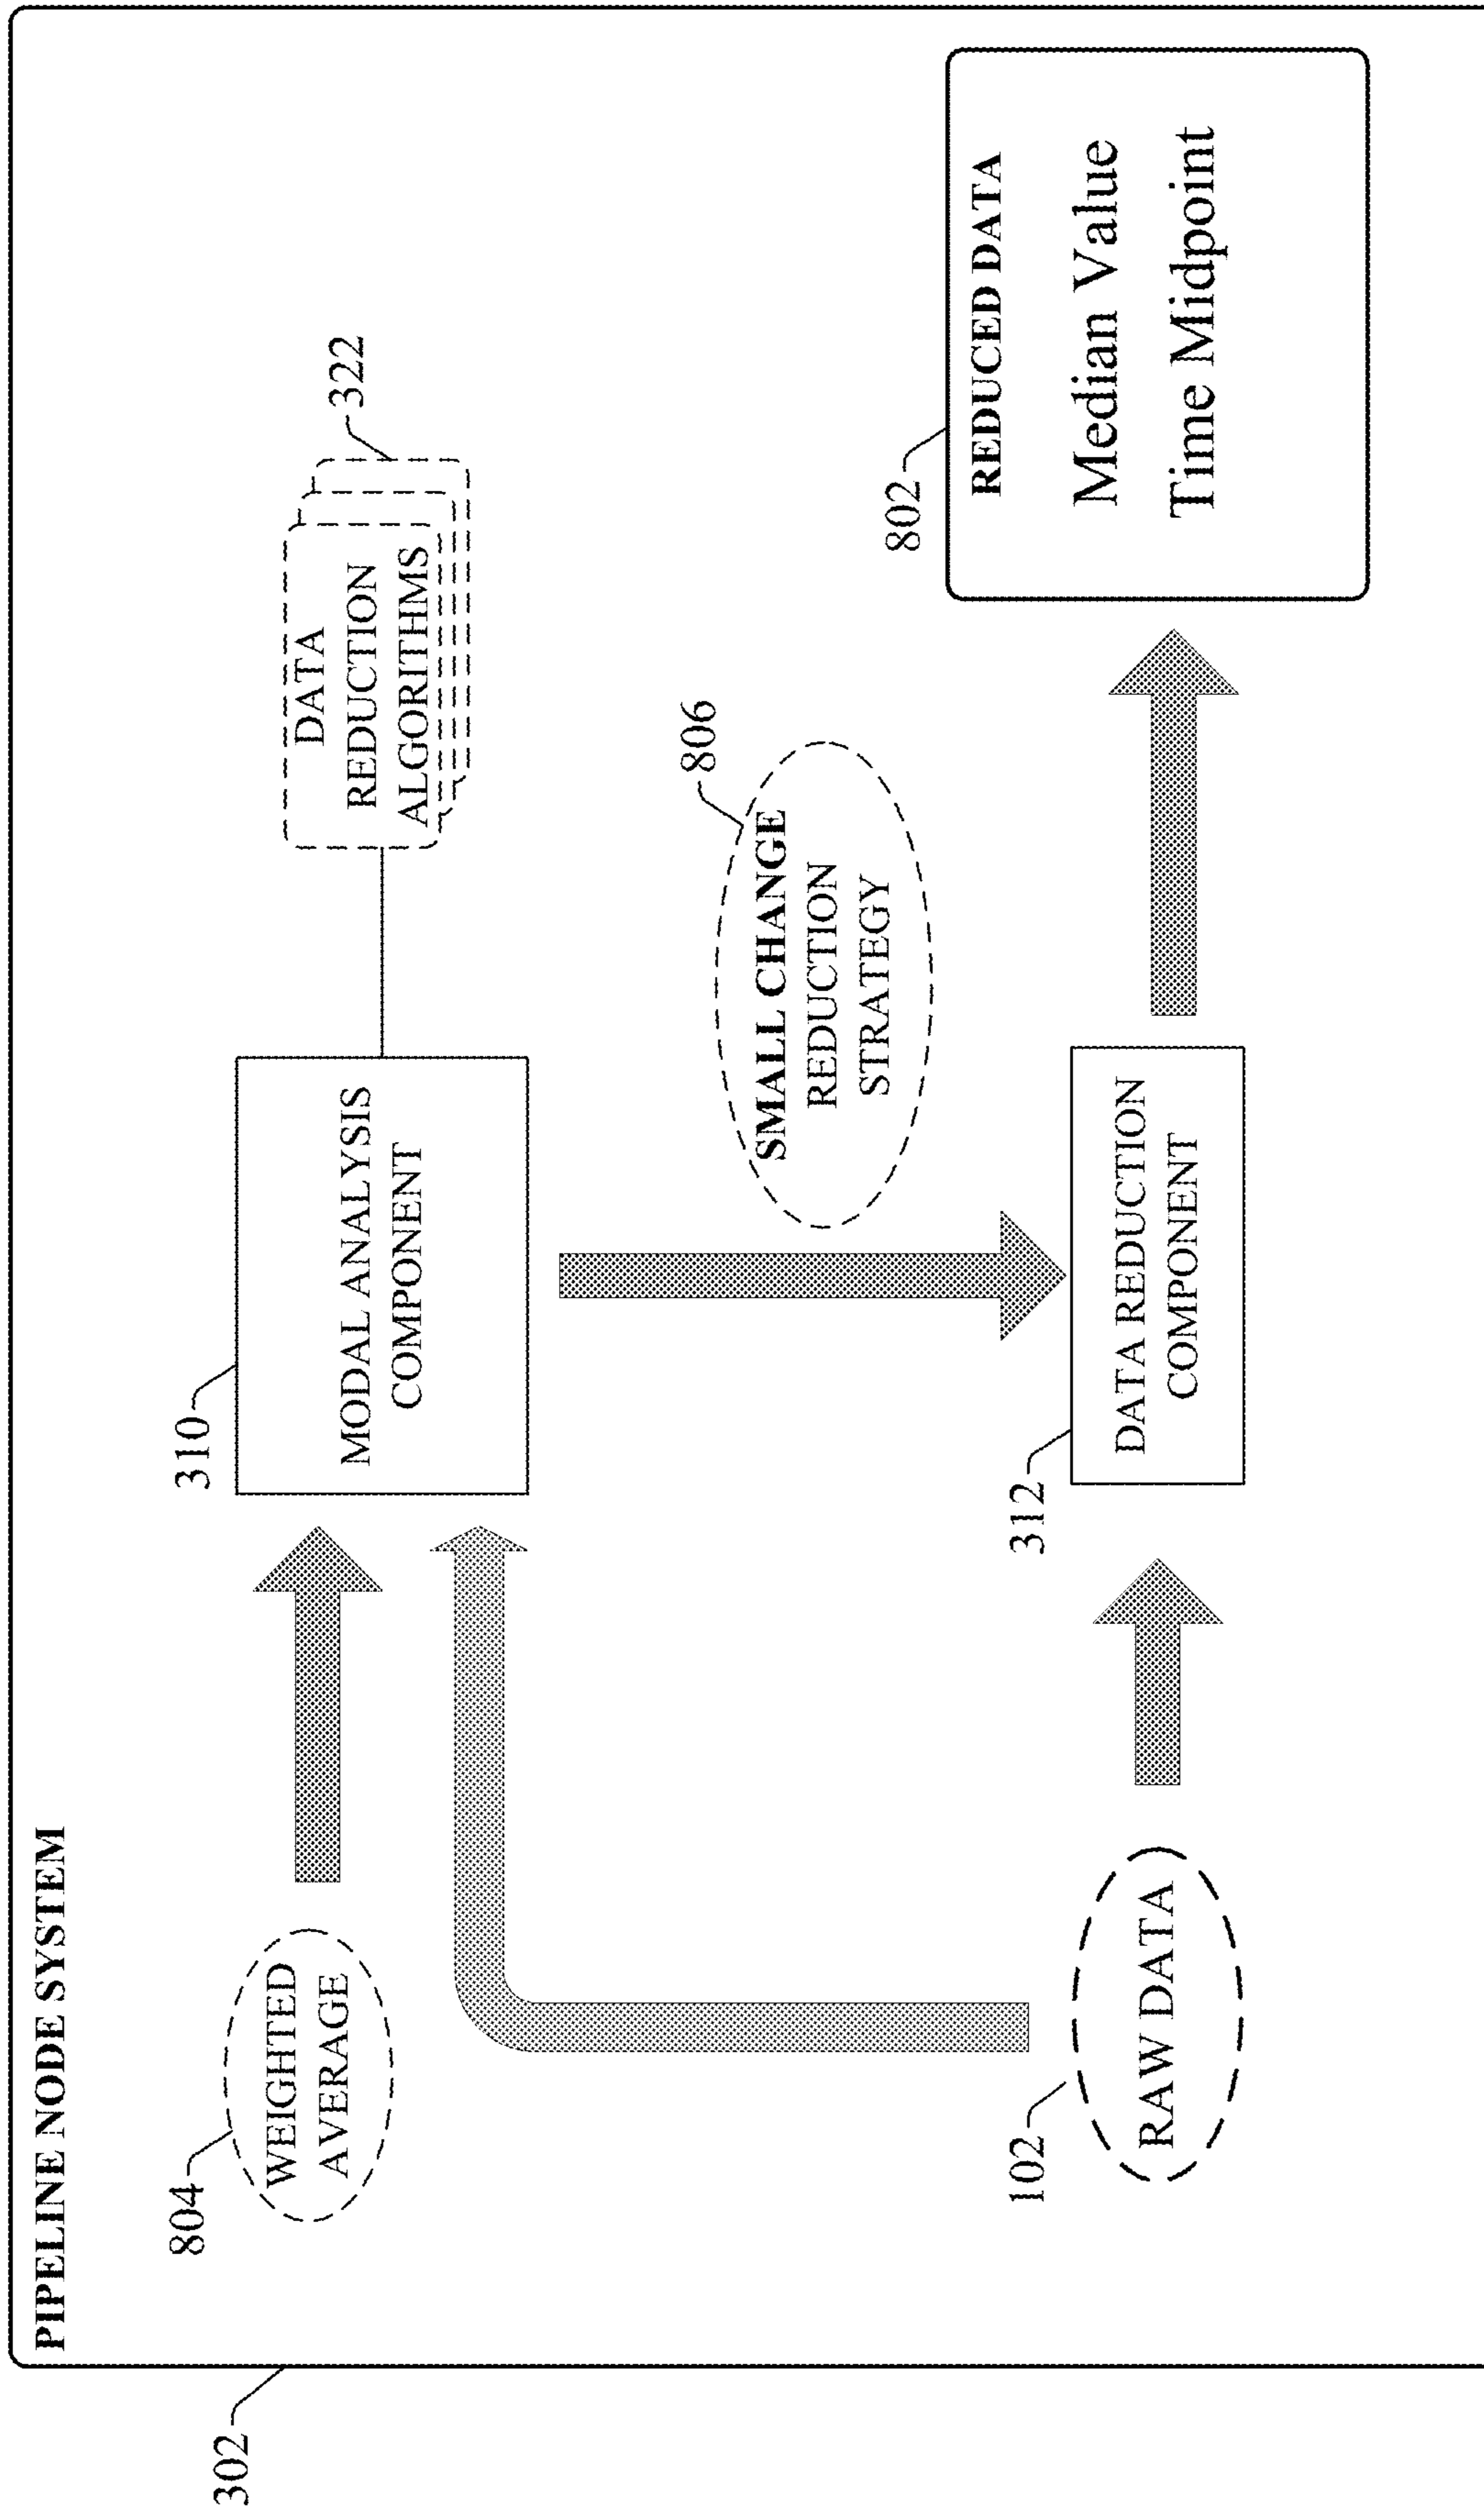 302
PIPELINE NODE SYSTEM
804
WEIGHTED
AVERAGE
310
MODAL ANALYSIS
COMPONENT
DATA
REDUCTION
ALGORITHMS
322
806
SMALL CHANGE
REDUCTION
STRATEGY
102
RAW DATA
312
DATA REDUCTION
COMPONENT
802
REDUCED DATA
Median Value
Time Midpoint